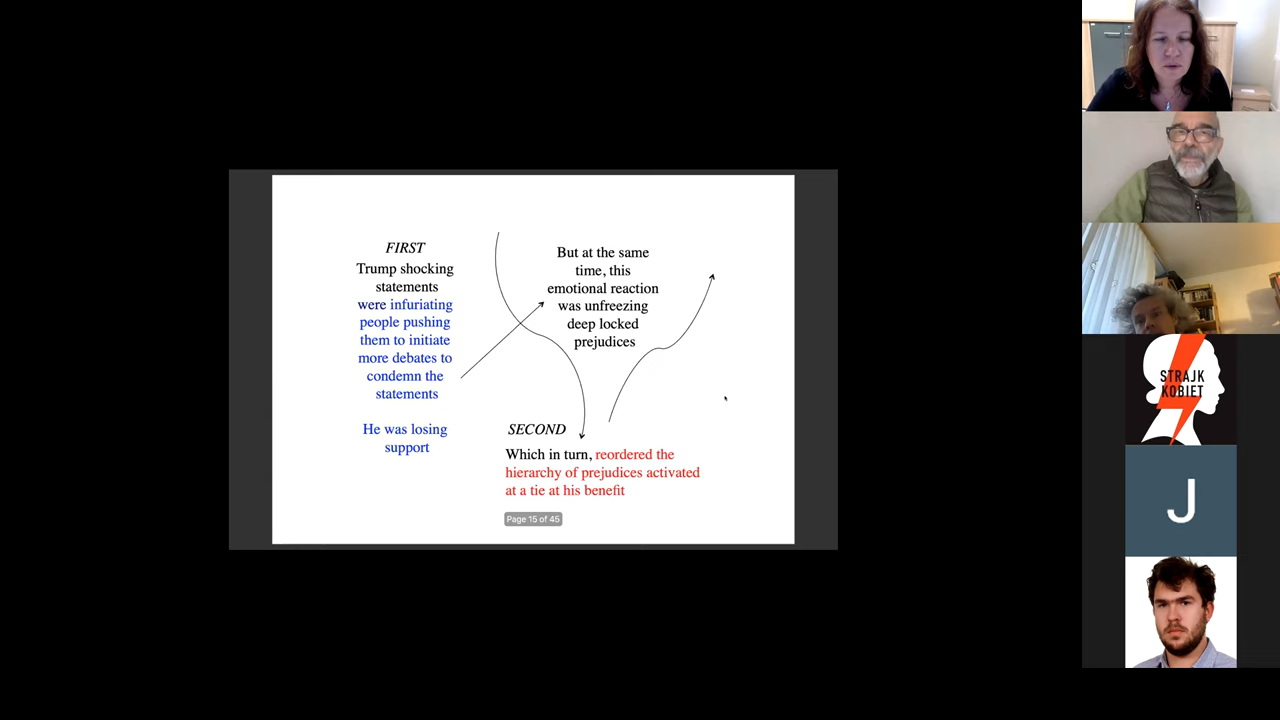 FIRST
Trump shocking
statements
were infuriating
people pushing
them to initiate
more debates to
condemn the
statements
He was losing
support
But at the same
time, this
emotional reaction
was unfreezing
deep locked
prejudices
SECOND
Which in turn, reordered the
hierarchy of prejudices activated
at a tie at his benefit
Page 15 of 45
STRAJK
KOBIET
J